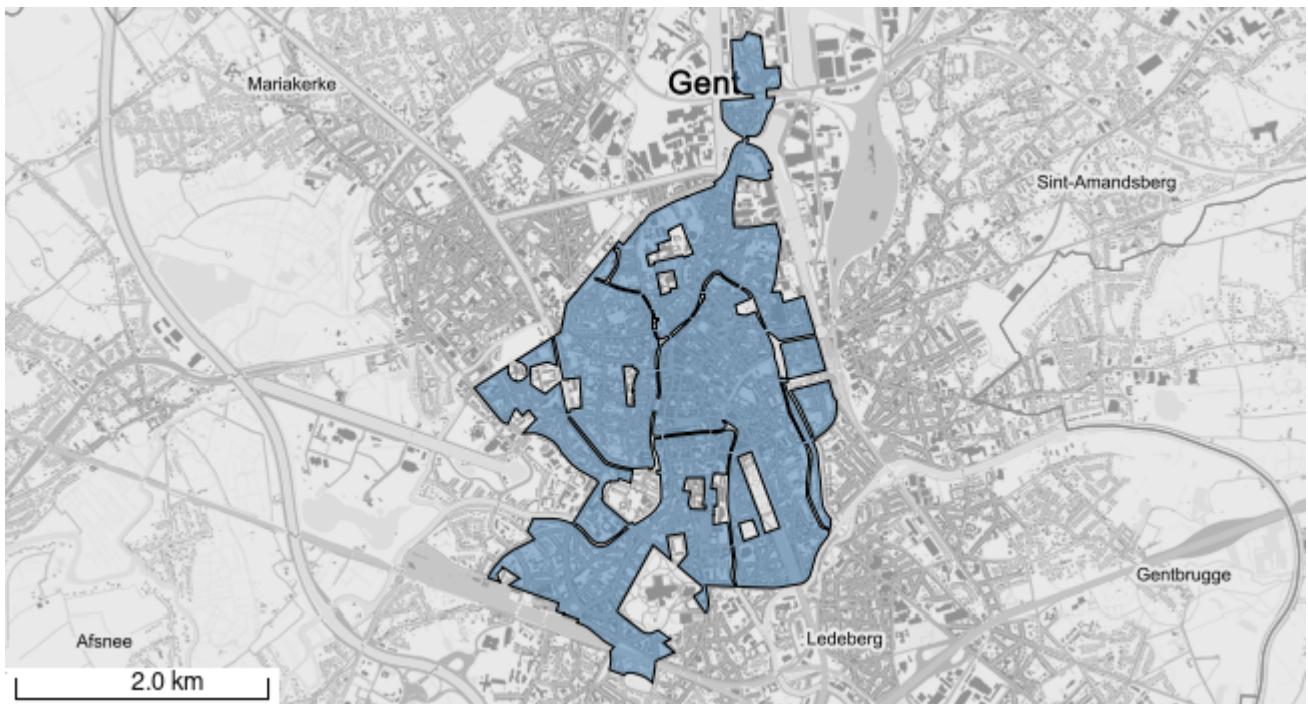 Mariakerke
Gent
Sint-Amandsberg
Gentbrugge
Afsnee
Ledeberg
2.0 km